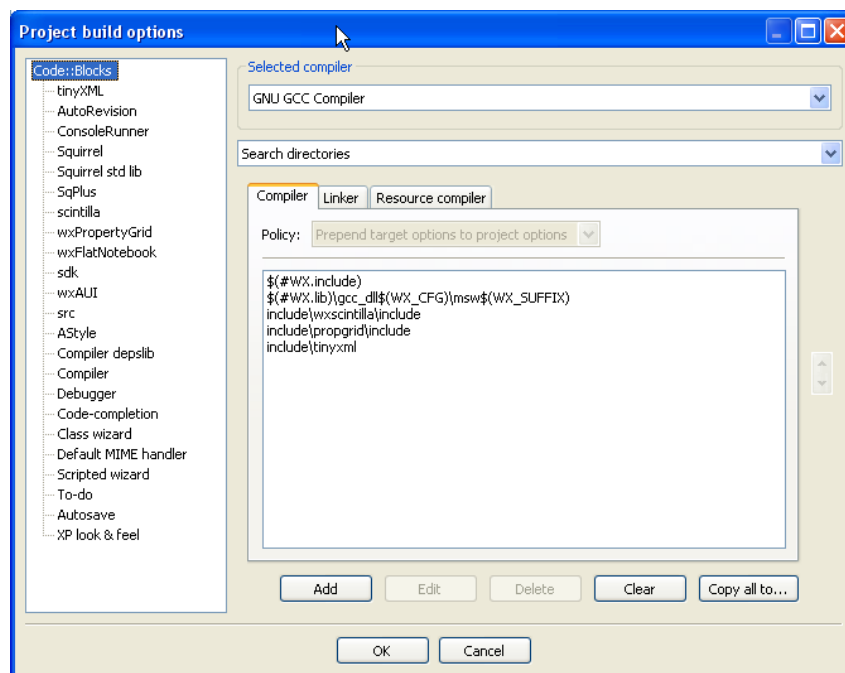 Project build options
Code::Blocks
tinyXML
AutoRevision
ConsoleRunner
Squirrel
Squirrel std lib
SqPlus
scintilla
wxPropertyGrid
wxFlatNotebook
sdk
wxAUI
src
AStyle
Compiler depslib
Compiler
Debugger
Code-completion
Class wizard
Default MIME handler
Scripted wizard
To-do
Autosave
XP look & feel
Selected compiler
GNU GCC Compiler
Search directories
Compiler Linker Resource compiler
Policy: Prepend target options to project options
$(#WX.include)
$(#WX.lib)\gcc_dll$(WX_CFG)\msw$(WX_SUFFIX)
include\wxscintilla\include
include\propgrid\include
include\tinyxml
Add Edit Delete Clear Copy all to...
OK Cancel